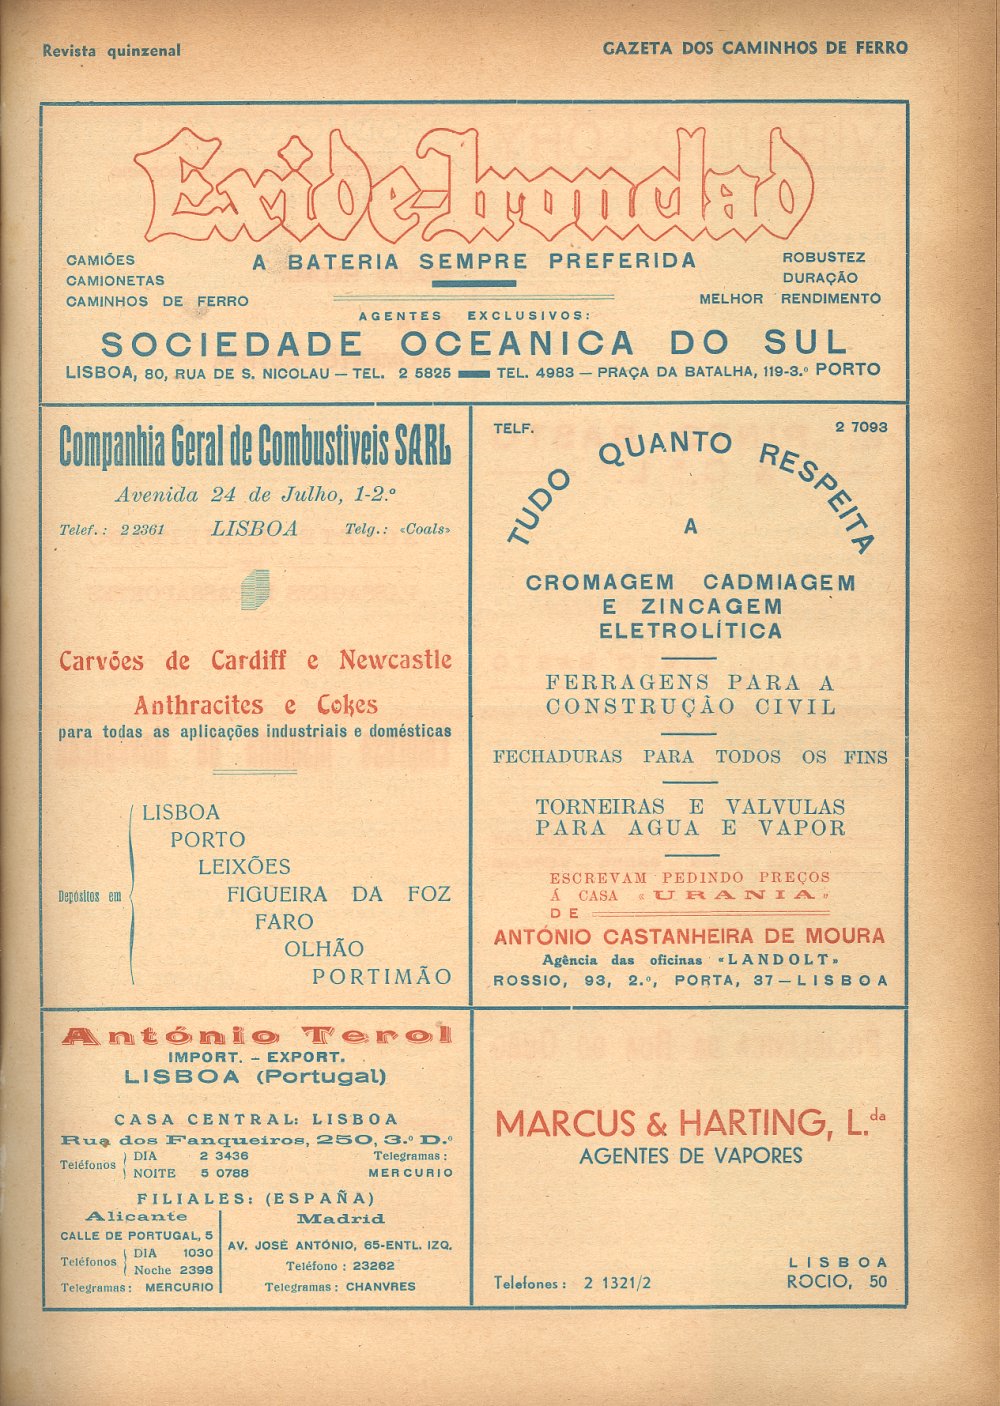 Revista quinzenal GAZETA DOS CAMINHOS DE FERRO
Exide-Ironclad
CAMIÕES
CAMIONETAS
CAMINHOS DE FERRO
A BATERIA SEMPRE PREFERIDA
ROBUSTEZ
DURAÇÃO
MELHOR RENDIMENTO
AGENTES EXCLUSIVOS:
SOCIEDADE OCEANICA DO SUL
LISBOA, 80, RUA DE S. NICOLAU — TEL. 2 5825 TEL. 4983 — PRAÇA DA BATALHA, 119-3.º PORTO
Companhia Geral de Combustiveis SARL
Avenida 24 de Julho, 1-2.º
Telef.: 2 2361 LISBOA Telg.: «Coals»
Carvões de Cardiff e Newcastle
Anthracites e Cokes
para todas as aplicações industriais e domésticas
Depósitos em
LISBOA
PORTO
LEIXÕES
FIGUEIRA DA FOZ
FARO
OLHÃO
PORTIMÃO
TELF. 2 7093
TUDO QUANTO RESPEITA
A
CROMAGEM CADMIAGEM
E ZINCAGEM
ELETROLÍTICA
FERRAGENS PARA A
CONSTRUÇÃO CIVIL
FECHADURAS PARA TODOS OS FINS
TORNEIRAS E VALVULAS
PARA AGUA E VAPOR
ESCREVAM PEDINDO PREÇOS
Á CASA «URANIA»
DE
ANTÓNIO CASTANHEIRA DE MOURA
Agência das oficinas «LANDOLT»
ROSSIO, 93, 2.º, PORTA, 37 — LISBOA
António Terol
IMPORT. - EXPORT.
LISBOA (Portugal)
CASA CENTRAL: LISBOA
Rua dos Fanqueiros, 250, 3.º D.º
Teléfonos
DIA 2 3436
NOITE 5 0788
Telegramas:
MERCURIO
FILIALES: (ESPAÑA)
Alicante
CALLE DE PORTUGAL, 5
Teléfonos
DIA 1030
Noche 2398
Telegramas: MERCURIO
Madrid
AV. JOSÉ ANTÓNIO, 65-ENTL. IZQ.
Teléfono: 23262
Telegramas: CHANVRES
MARCUS & HARTING, L.da
AGENTES DE VAPORES
LISBOA
Telefones: 2 1321/2 ROCIO, 50